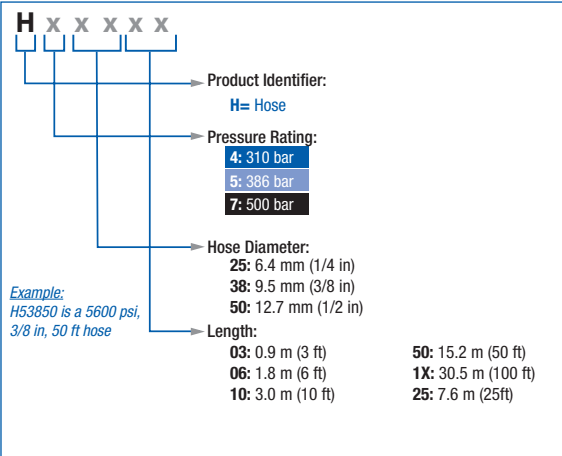 H x x x x x
Product Identifier:
H= Hose
Pressure Rating:
4: 310 bar
5: 386 bar
7: 500 bar
Hose Diameter:
25: 6.4 mm (1/4 in)
38: 9.5 mm (3/8 in)
50: 12.7 mm (1/2 in)
Example:
H53850 is a 5600 psi,
3/8 in, 50 ft hose
Length:
03: 0.9 m (3 ft)
06: 1.8 m (6 ft)
10: 3.0 m (10 ft)
50: 15.2 m (50 ft)
1X: 30.5 m (100 ft)
25: 7.6 m (25ft)